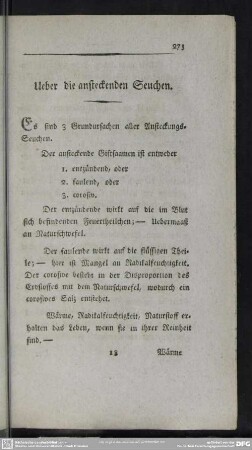 273
Ueber die ansteckenden Seuchen.
Es sind 3 Grundursachen aller Ansteckungs-
Seuchen.
Der ansteckende Giftsaamen ist entweder
1. entzündend, oder
2. faulend, oder
3. corosiv.
Der entzündende wirkt auf die im Blut
sich befindenden Feuertheilchen; — Uebermaaß
an Naturschwefel.
Der faulende wirkt auf die flüssigen Thei-
le; — hier ist Mangel an Radikalfeuchtigkeit.
Der corosive besteht in der Disproportion des
mit dem Naturschwefel, wodurch ein
corosives Salz entstehet.
Wärme, Radikalfeuchtigkeit, Naturstoff er-
halten das Leben, wenn sie in ihrer Reinheit
sind. —
Wärme